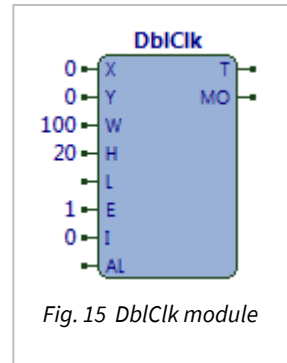 DblClk
0 X T
0 Y MO
100 W
20 H
L
1 E
0 I
AL
Fig. 15 DblClk module